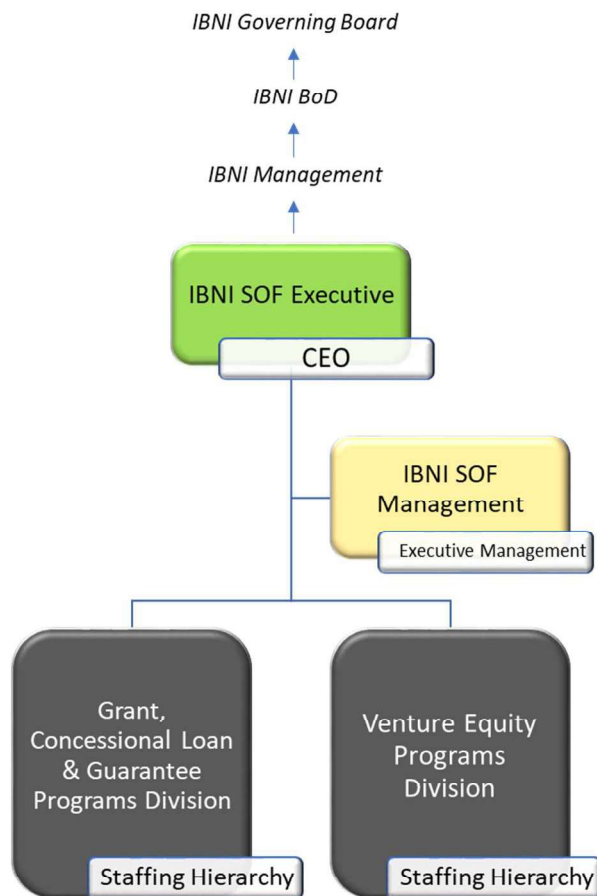 IBNI Governing Board
IBNI BoD
IBNI Management
IBNI SOF Executive
CEO
IBNI SOF
Management
Executive Management
Grant,
Concessional Loan
& Guarantee
Programs Division
Staffing Hierarchy
Venture Equity
Programs
Division
Staffing Hierarchy